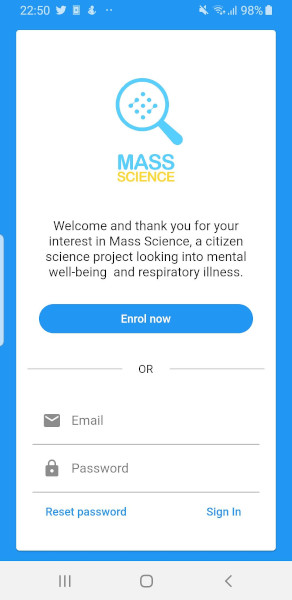 22:50 98%
MASS
SCIENCE
Welcome and thank you for your
interest in Mass Science, a citizen
science project looking into mental
well-being and respiratory illness.
Enrol now
OR
Email
Password
Reset password Sign In